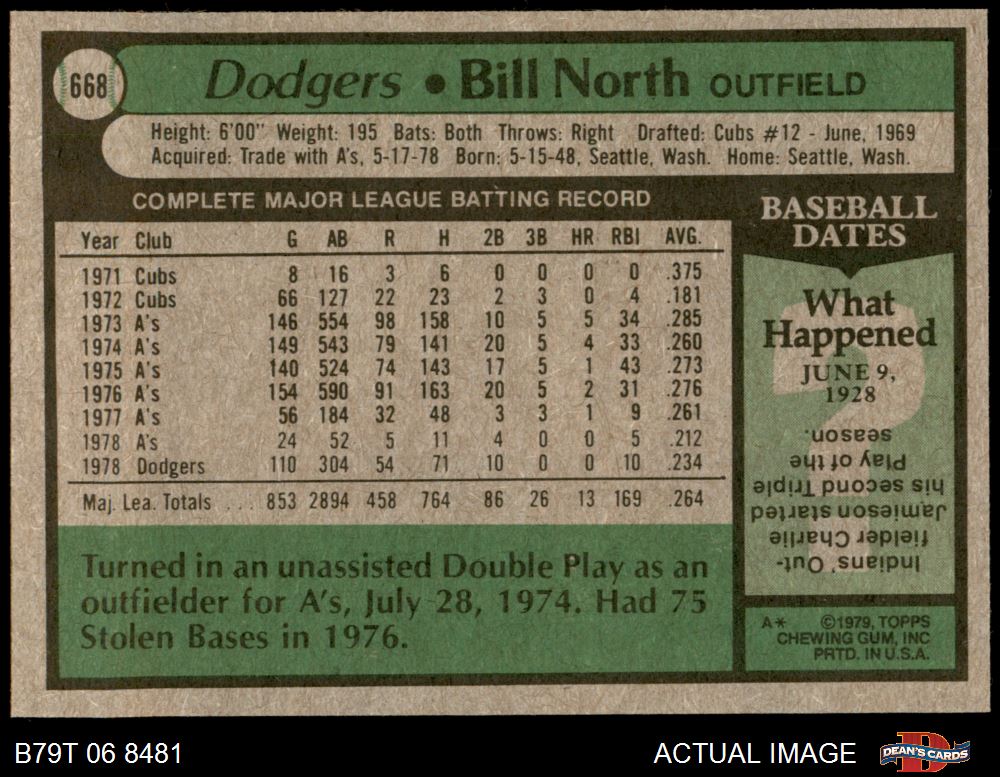 668
Dodgers • Bill North OUTFIELD
Height: 6'00" Weight: 195 Bats: Both Throws: Right Drafted: Cubs #12 - June, 1969
Acquired: Trade with A's, 5-17-78 Born: 5-15-48, Seattle, Wash. Home: Seattle, Wash.
COMPLETE MAJOR LEAGUE BATTING RECORD
Year Club G AB R H 2B 3B HR RBI AVG.
1971 Cubs 8 16 3 6 0 0 0 0 .375
1972 Cubs 66 127 22 23 2 3 0 4 .181
1973 A's 146 554 98 158 10 5 5 34 .285
1974 A's 149 543 79 141 20 5 4 33 .260
1975 A's 140 524 74 143 17 5 1 43 .273
1976 A's 154 590 91 163 20 5 2 31 .276
1977 A's 56 184 32 48 3 3 1 9 .261
1978 A's 24 52 5 11 4 0 0 5 .212
1978 Dodgers 110 304 54 71 10 0 0 10 .234
Maj. Lea. Totals . . . 853 2894 458 764 86 26 13 169 .264
Turned in an unassisted Double Play as an
outfielder for A's, July 28, 1974. Had 75
Stolen Bases in 1976.
BASEBALL
DATES
What
Happened
JUNE 9,
1928
Indians' Out-
fielder Charlie
Jamieson started
his second Triple
Play of the
season.
A* ©1979, TOPPS
CHEWING GUM, INC
PRTD. IN U.S.A.
B79T 06 8481
ACTUAL IMAGE
DEAN'S CARDS